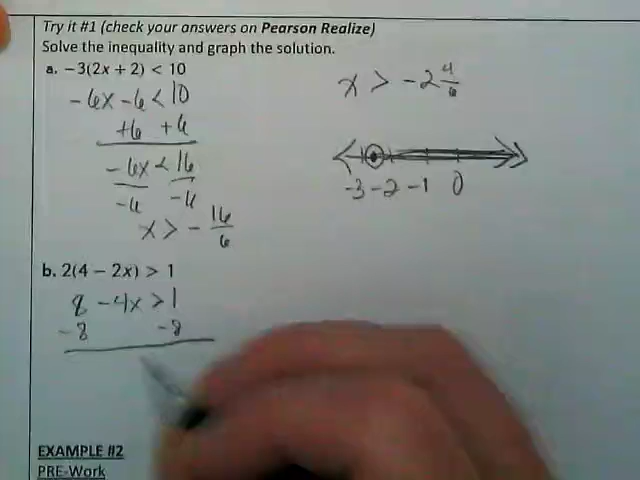 Try it #1 (check your answers on Pearson Realize)
Solve the inequality and graph the solution.
a. −3(2x + 2) < 10
-6x -6 < 10
+6 +6
-6x < 16
-6 -6
x > - 16/6
x > -2 4/6
-3 -2 -1 0
b. 2(4 − 2x) > 1
8 - 4x > 1
-8 -8
EXAMPLE #2
PRE-Work